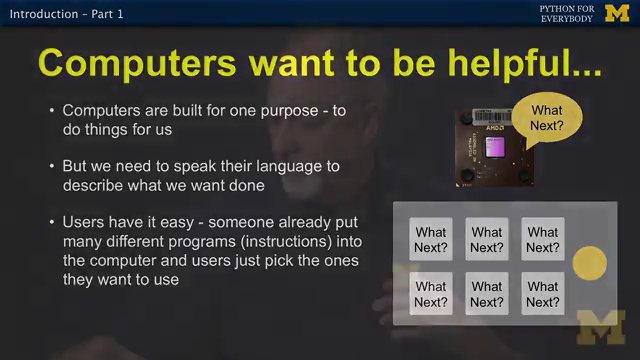 Introduction – Part 1
PYTHON FOR
EVERYBODY
Computers want to be helpful...
• Computers are built for one purpose - to
do things for us
• But we need to speak their language to
describe what we want done
• Users have it easy - someone already put
many different programs (instructions) into
the computer and users just pick the ones
they want to use
AMD
What
Next?
What
Next?
What
Next?
What
Next?
What
Next?
What
Next?
What
Next?